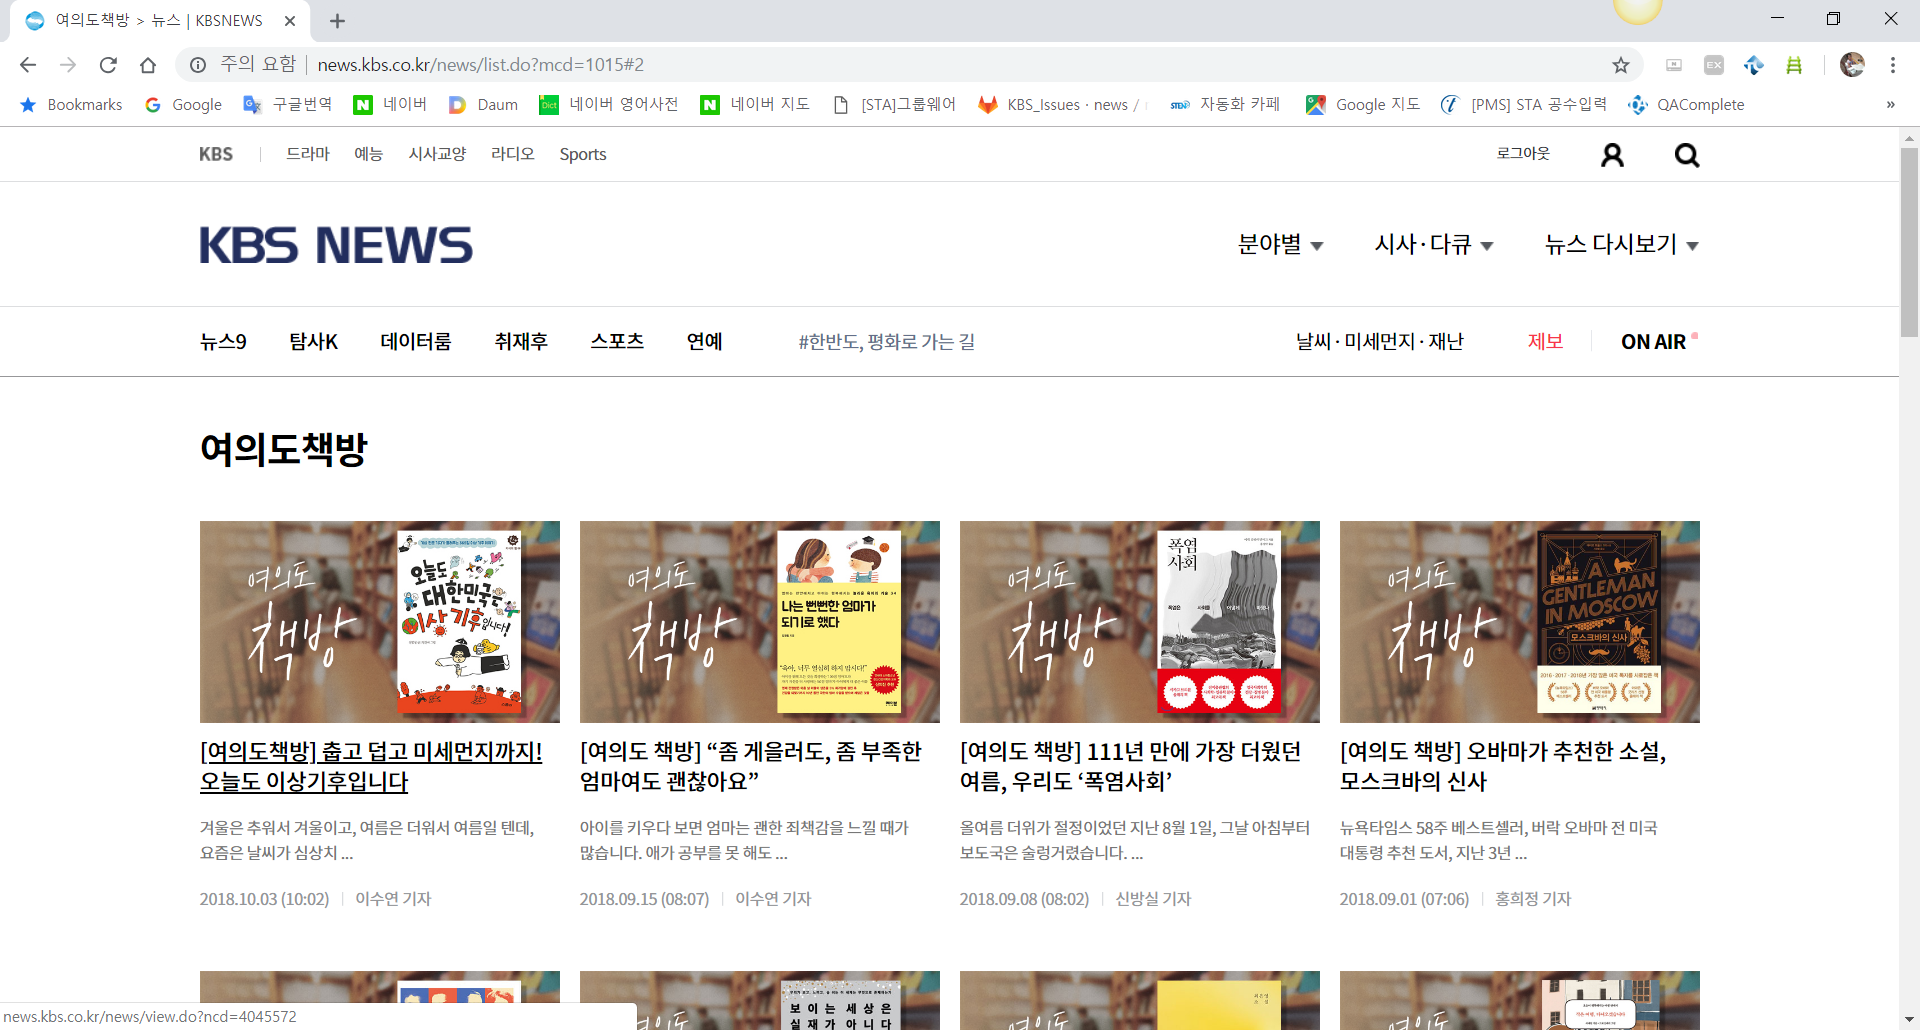 여의도책방 > 뉴스 | KBSNEWS
주의 요함 | news.kbs.co.kr/news/list.do?mcd=1015#2
Bookmarks Google 구글번역 네이버 Daum 네이버 영어사전 네이버 지도 [STA]그룹웨어 KBS_Issues · news / 자동화 카페 Google 지도 [PMS] STA 공수입력 QAComplete »
KBS 드라마 예능 시사교양 라디오 Sports 로그아웃
KBS NEWS 분야별 시사·다큐 뉴스 다시보기
뉴스9 탐사K 데이터룸 취재후 스포츠 연예 #한반도, 평화로 가는 길 날씨·미세먼지·재난 제보 ON AIR
여의도책방
여의도
책방
오늘도
대한민국은
이상기후입니다!
여의도
책방
나는 뻔뻔한 엄마가
되기로 했다
"육아, 너무 열심히 하지 맙시다!"
여의도
책방
폭염
사회
여의도
책방
A
GENTLEMAN
IN MOSCOW
모스크바의 신사
[여의도책방] 춥고 덥고 미세먼지까지!
오늘도 이상기후입니다
겨울은 추워서 겨울이고, 여름은 더워서 여름일 텐데,
요즘은 날씨가 심상치 ...
2018.10.03 (10:02) 이수연 기자
[여의도 책방] “좀 게을러도, 좀 부족한
엄마여도 괜찮아요”
아이를 키우다 보면 엄마는 괜한 죄책감을 느낄 때가
많습니다. 애가 공부를 못 해도 ...
2018.09.15 (08:07) 이수연 기자
[여의도 책방] 111년 만에 가장 더웠던
여름, 우리도 ‘폭염사회’
올여름 더위가 절정이었던 지난 8월 1일, 그날 아침부터
보도국은 술렁거렸습니다. ...
2018.09.08 (08:02) 신방실 기자
[여의도 책방] 오바마가 추천한 소설,
모스크바의 신사
뉴욕타임스 58주 베스트셀러, 버락 오바마 전 미국
대통령 추천 도서, 지난 3년 ...
2018.09.01 (07:06) 홍희정 기자
보이는 세상은
실재가 아니다
news.kbs.co.kr/news/view.do?ncd=4045572